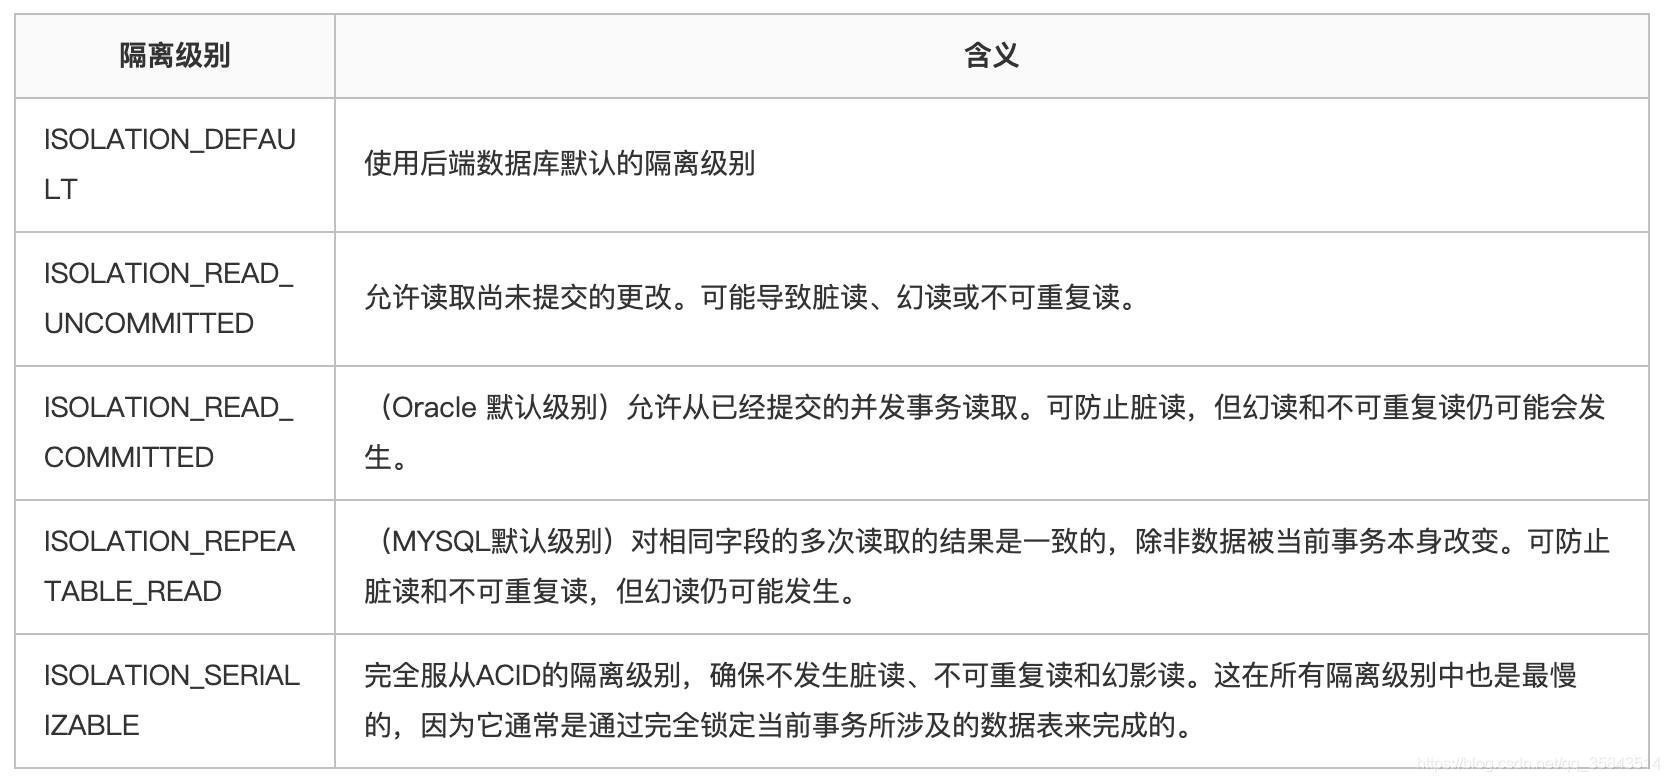 隔离级别
含义
ISOLATION_DEFAU
LT
使用后端数据库默认的隔离级别
ISOLATION_READ_
UNCOMMITTED
允许读取尚未提交的更改。可能导致脏读、幻读或不可重复读。
ISOLATION_READ_
COMMITTED
（Oracle 默认级别）允许从已经提交的并发事务读取。可防止脏读，但幻读和不可重复读仍可能会发
生。
ISOLATION_REPEA
TABLE_READ
（MYSQL默认级别）对相同字段的多次读取的结果是一致的，除非数据被当前事务本身改变。可防止
脏读和不可重复读，但幻读仍可能发生。
ISOLATION_SERIAL
IZABLE
完全服从ACID的隔离级别，确保不发生脏读、不可重复读和幻影读。这在所有隔离级别中也是最慢
的，因为它通常是通过完全锁定当前事务所涉及的数据表来完成的。
https://blog.csdn.net/qq_35843514